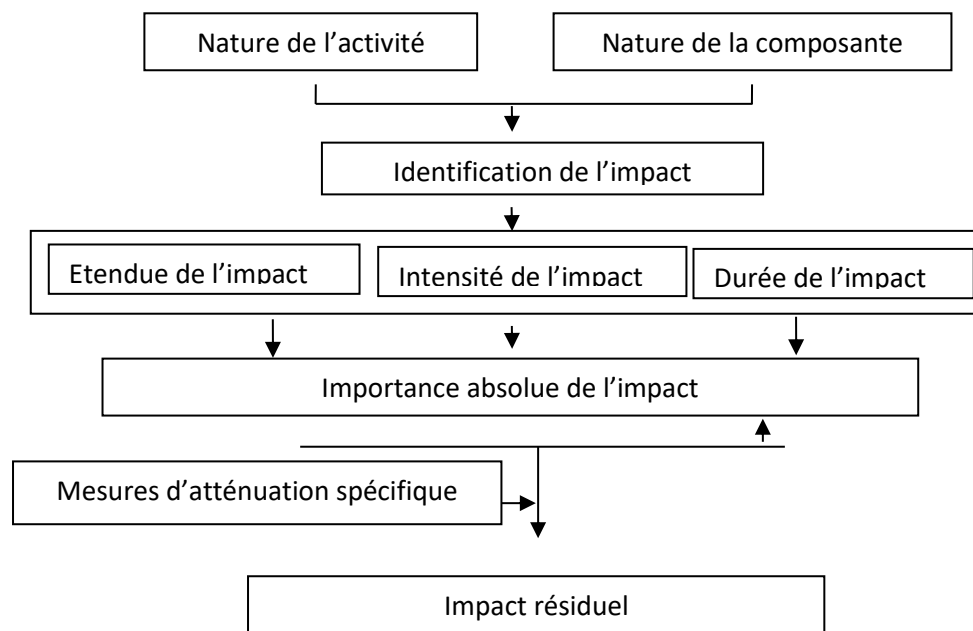 Nature de l’activité
Nature de la composante
Identification de l’impact
Etendue de l’impact
Intensité de l’impact
Durée de l’impact
Importance absolue de l’impact
Mesures d’atténuation spécifique
Impact résiduel